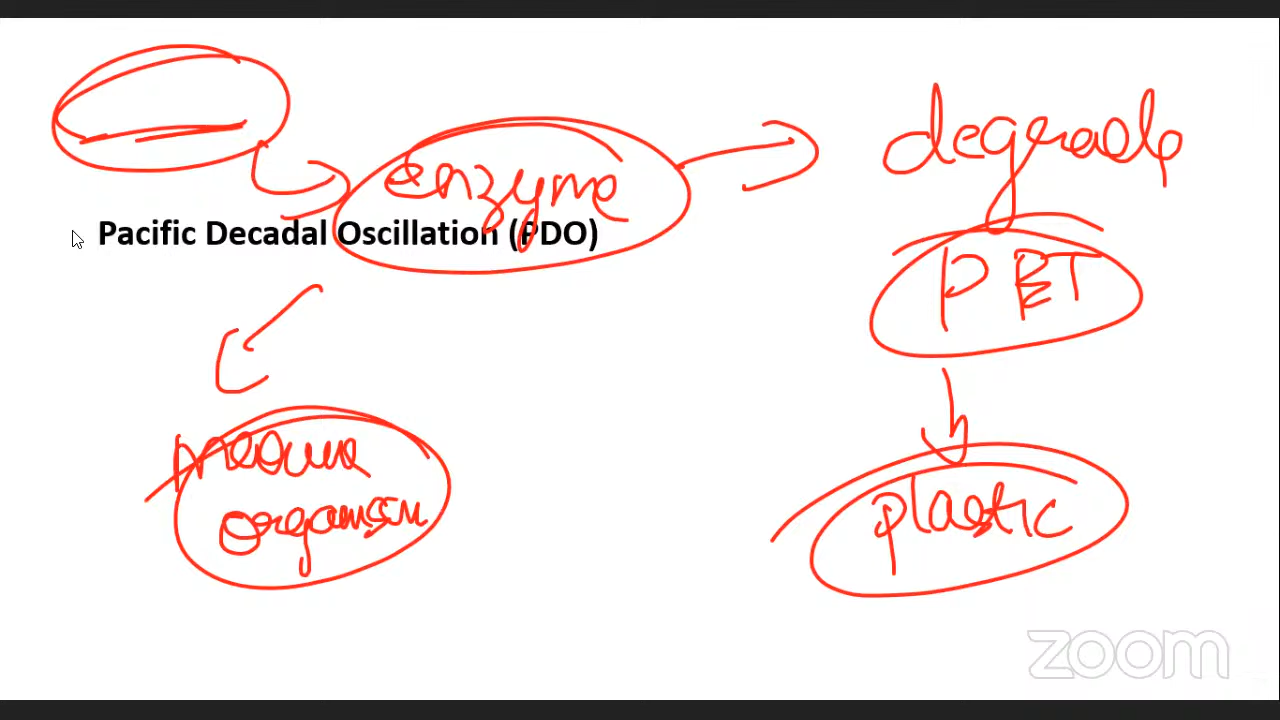 degrade
enzyme
Pacific Decadal Oscillation (PDO)
PET
organism
plastic
zoom